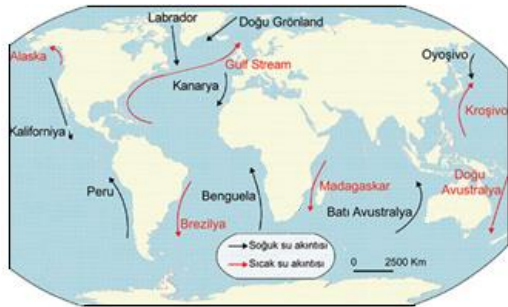 Labrador
Doğu Grönland
Alaska
Gulf Stream
Oyoşivo
Kanarya
Kroşivo
Kaliforniya
Peru
Brezilya
Benguela
Madagaskar
Doğu
Avustralya
Batı Avustralya
Soğuk su akıntısı
Sıcak su akıntısı
0 2500 Km